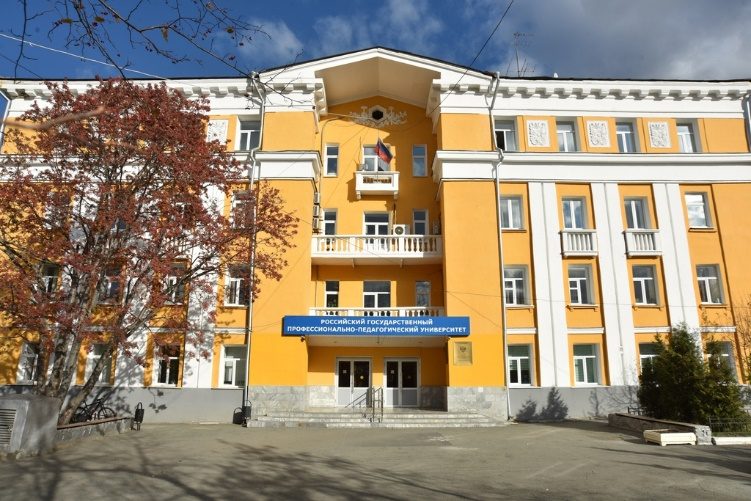 РОССИЙСКИЙ ГОСУДАРСТВЕННЫЙ
ПРОФЕССИОНАЛЬНО-ПЕДАГОГИЧЕСКИЙ УНИВЕРСИТЕТ